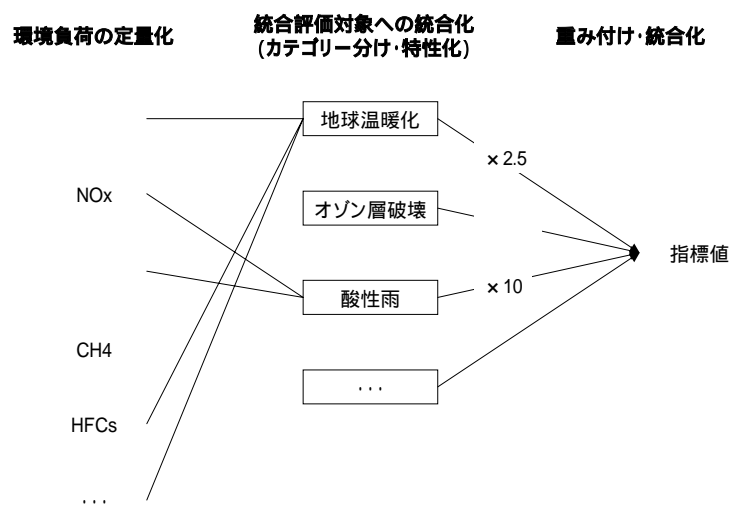 環境負荷の定量化
統合評価対象への統合化
(カテゴリー分け･特性化)
重み付け･統合化
地球温暖化
×2.5
NOx
オゾン層破壊
指標値
酸性雨
×10
CH4
･･･
HFCs
･･･